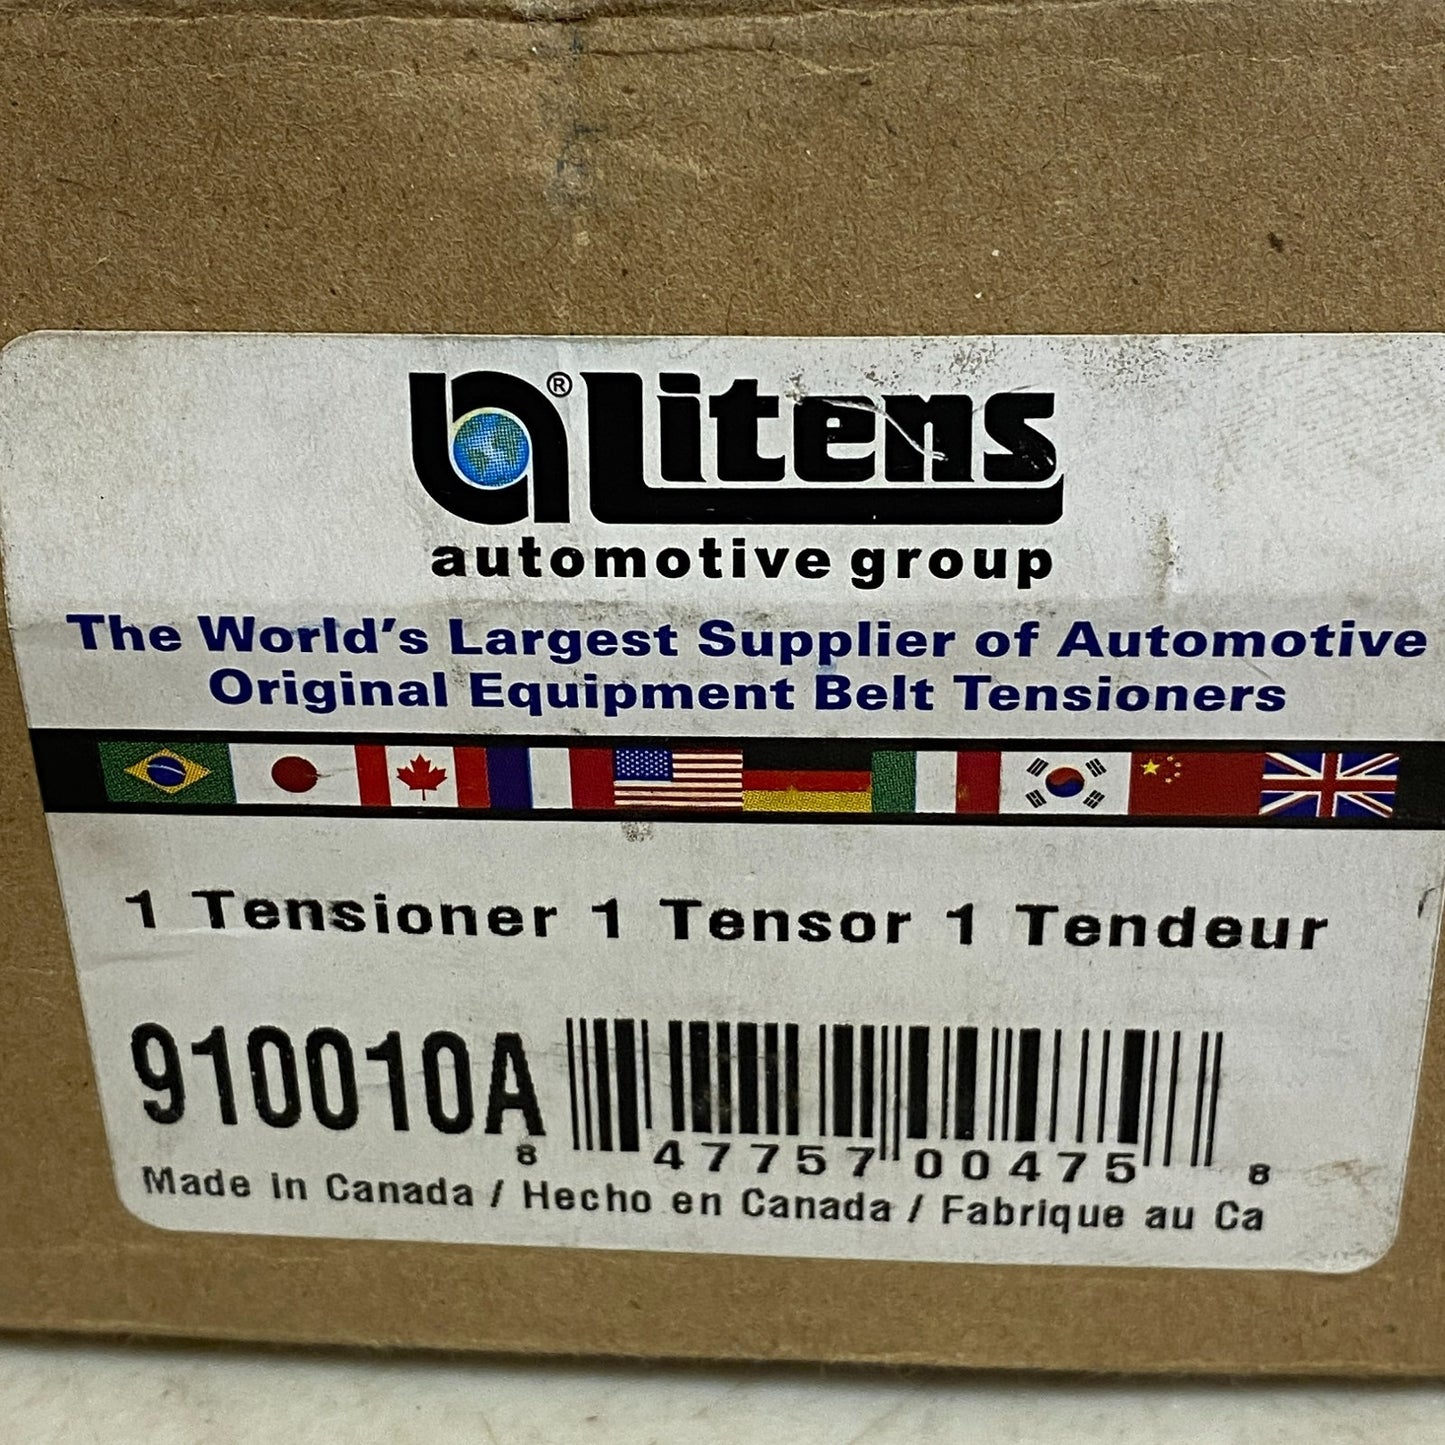 ® Litens
automotive group
The World's Largest Supplier of Automotive
Original Equipment Belt Tensioners
1 Tensioner 1 Tensor 1 Tendeur
910010A
8 47757 00475 8
Made in Canada / Hecho en Canada / Fabrique au Ca